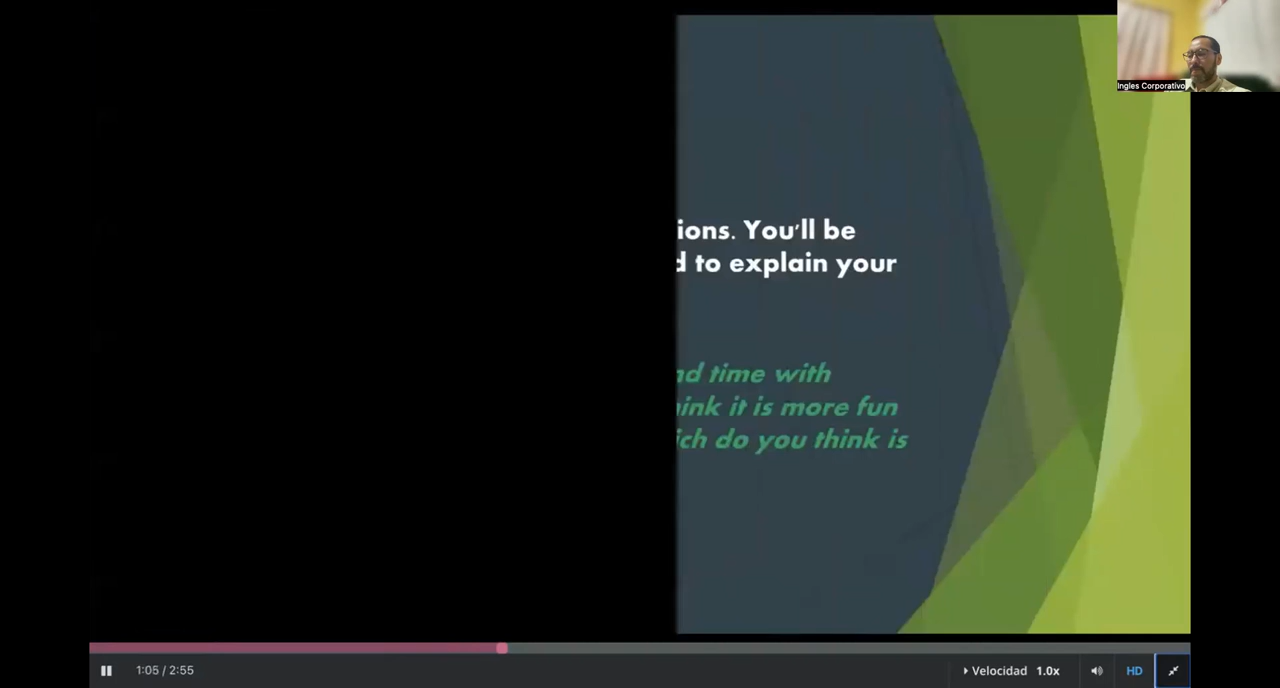 Ingles Corporativo
ions. You'll be
d to explain your
nd time with
ink it is more fun
ich do you think is
1:05 / 2:55
Velocidad 1.0x
HD